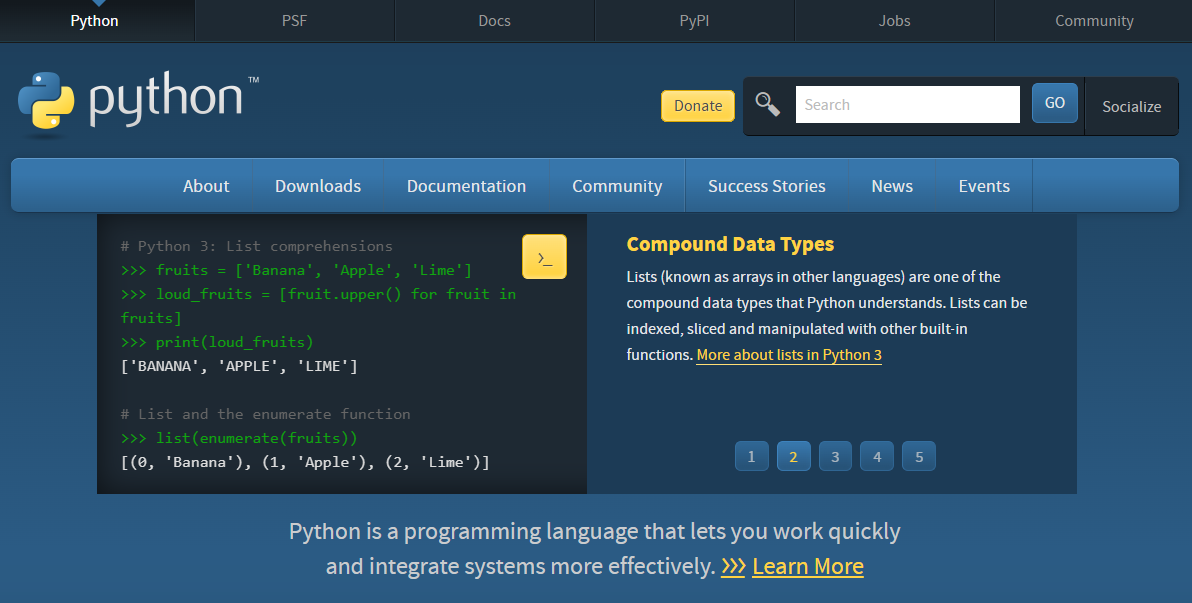 Python PSF Docs PyPI Jobs Community
python™
Donate Search GO Socialize
About Downloads Documentation Community Success Stories News Events
# Python 3: List comprehensions
>>> fruits = ['Banana', 'Apple', 'Lime']
>>> loud_fruits = [fruit.upper() for fruit in
fruits]
>>> print(loud_fruits)
['BANANA', 'APPLE', 'LIME']
# List and the enumerate function
>>> list(enumerate(fruits))
[(0, 'Banana'), (1, 'Apple'), (2, 'Lime')]
>_
Compound Data Types
Lists (known as arrays in other languages) are one of the
compound data types that Python understands. Lists can be
indexed, sliced and manipulated with other built-in
functions. More about lists in Python 3
1 2 3 4 5
Python is a programming language that lets you work quickly
and integrate systems more effectively. >>> Learn More